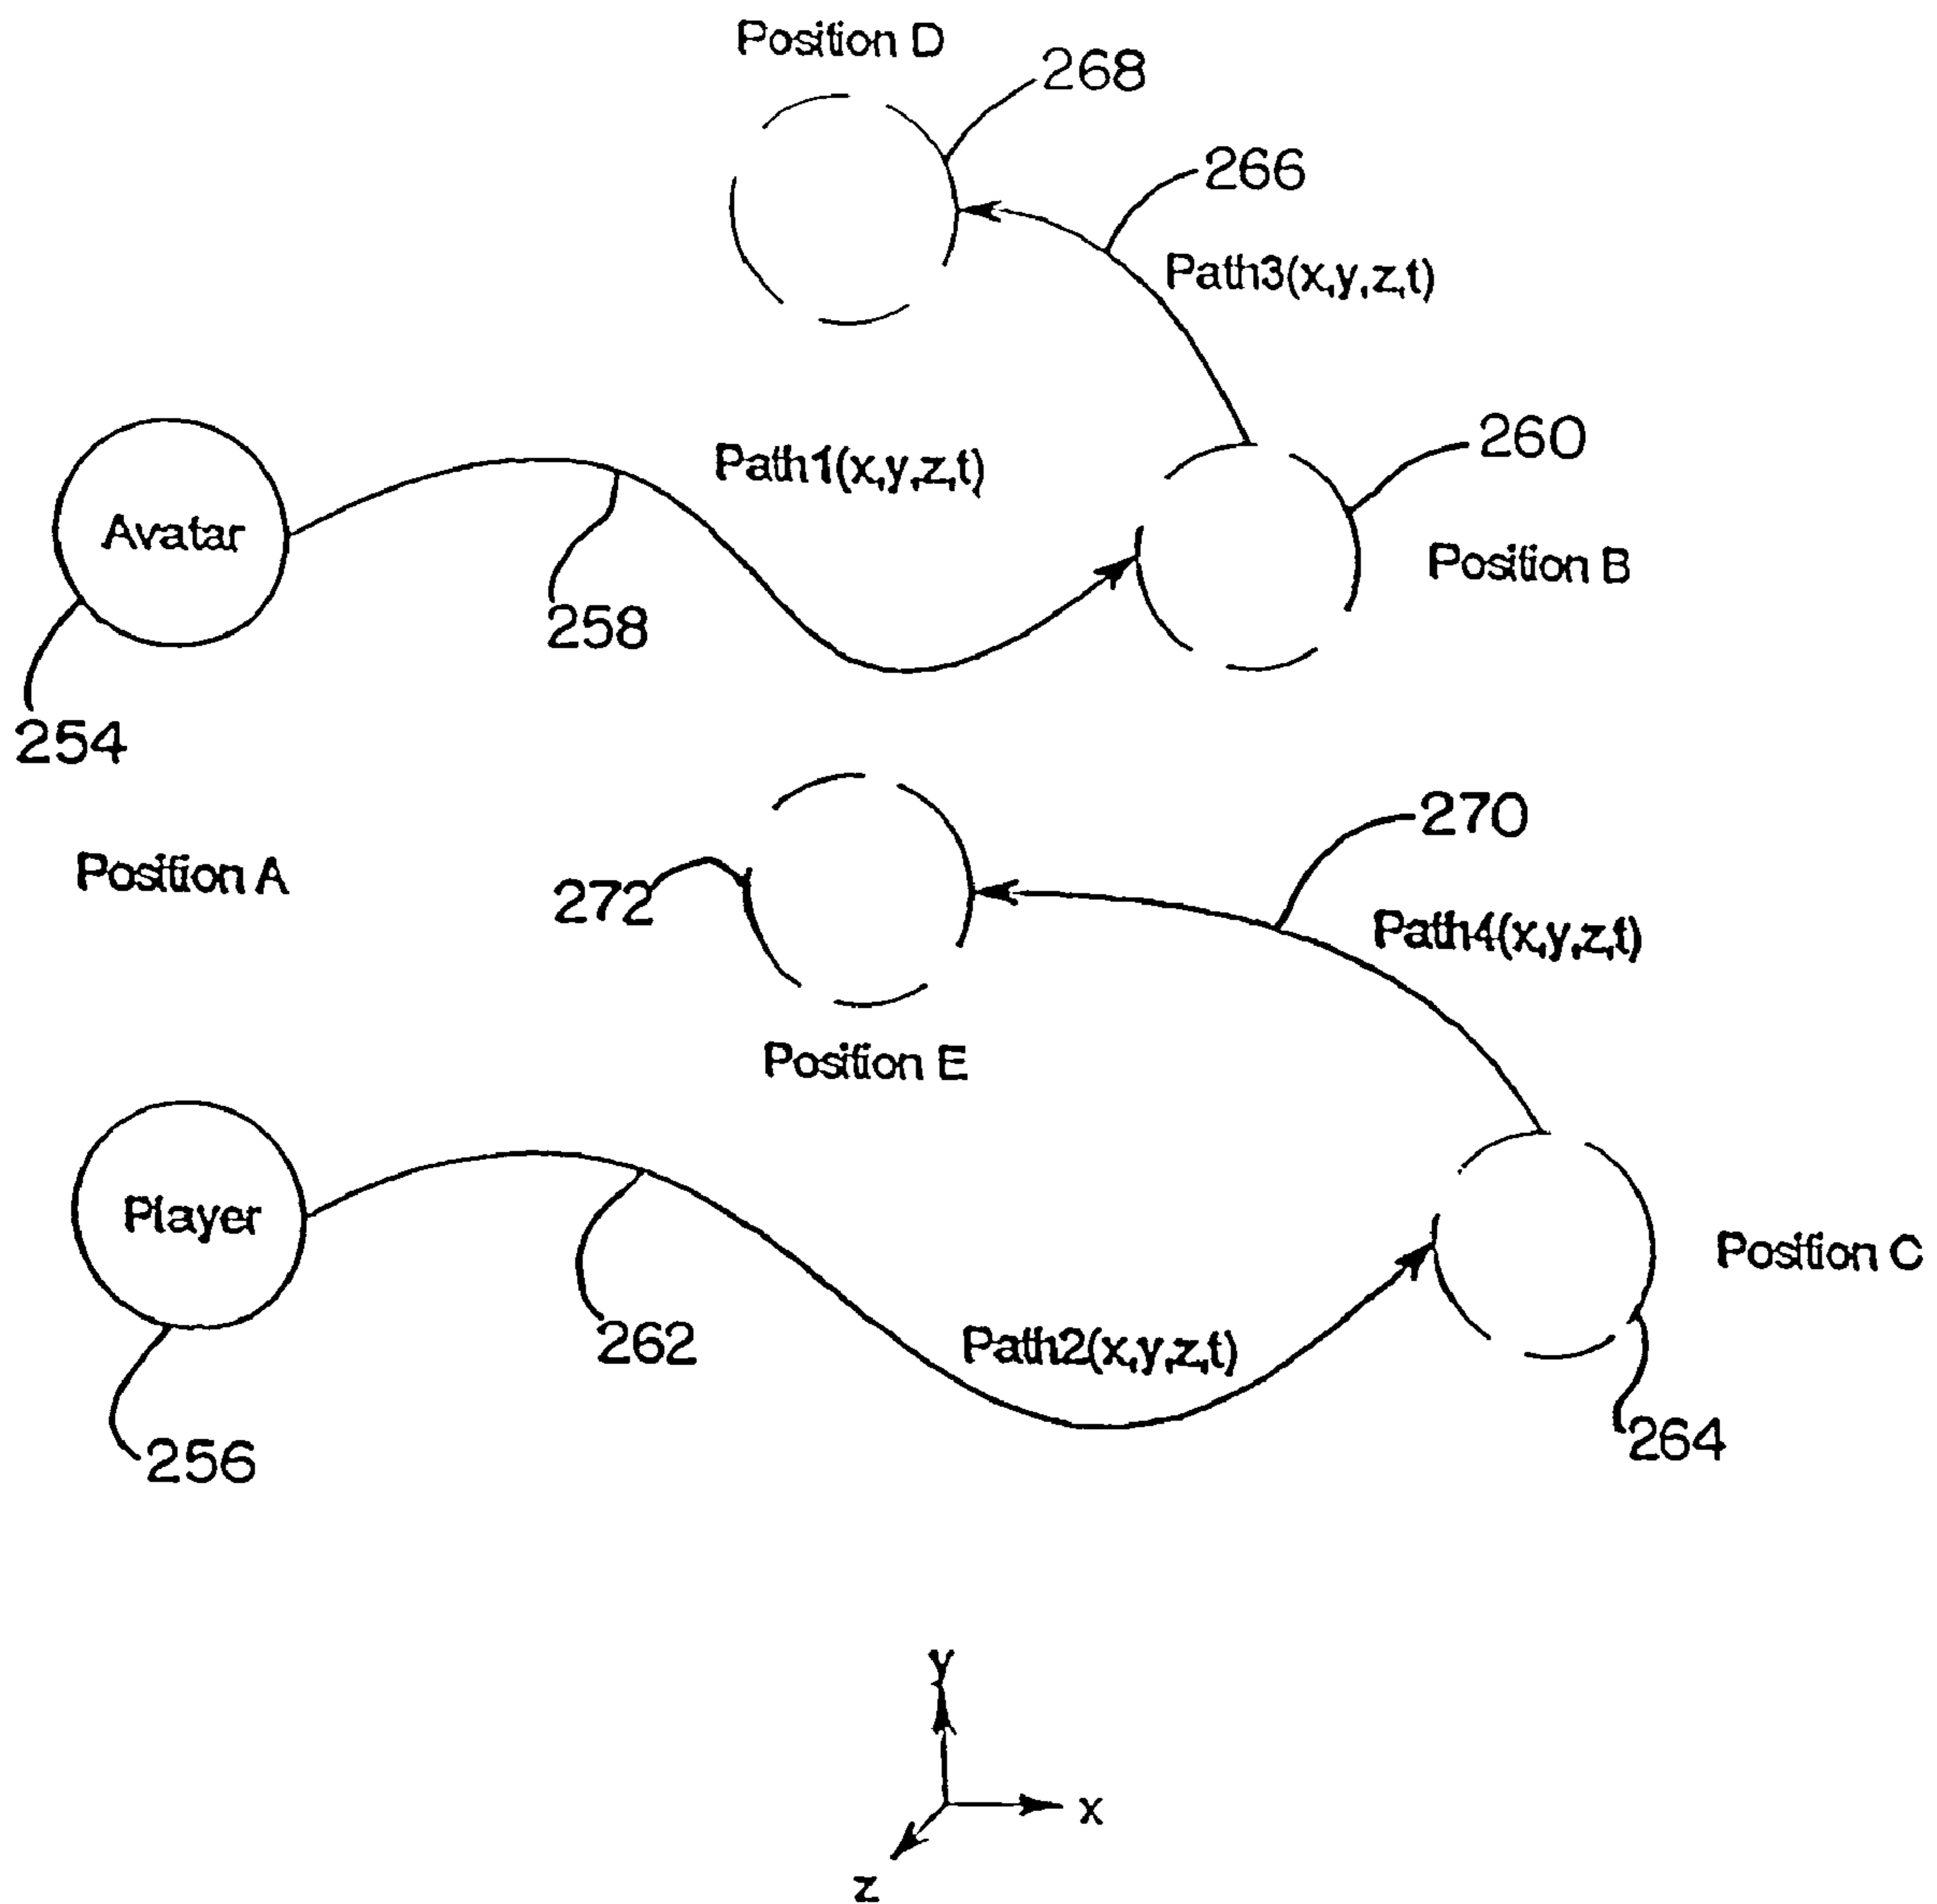 Position D
268
266
Path3(x,y,z,t)
260
Path1(x,y,z,t)
Avatar
Position B
258
254
270
Position A
272
Path4(x,y,z,t)
Position E
Player
Position C
262
Path2(x,y,z,t)
264
256
y
x
z